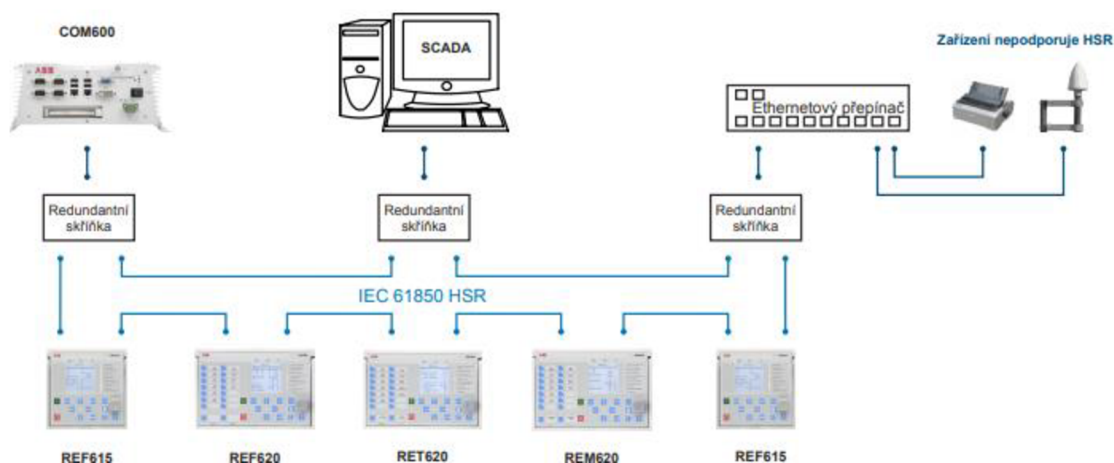 COM600
ABB
SCADA
Zařízení nepodporuje HSR
Ethernetový přepínač
Redundantní
skříňka
Redundantní
skříňka
Redundantní
skříňka
IEC 61850 HSR
REF615
REF620
RET620
REM620
REF615